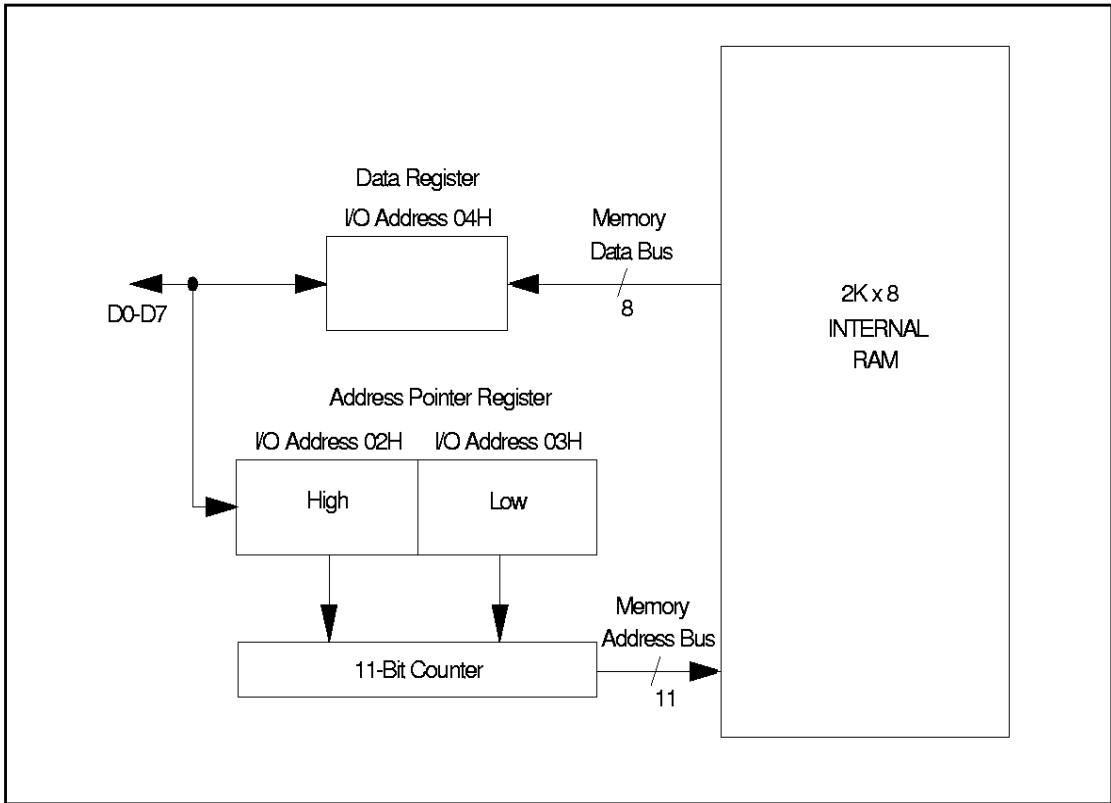 Data Register
I/O Address 04H
Memory
Data Bus
8
D0-D7
2K x 8
INTERNAL
RAM
Address Pointer Register
I/O Address 02H
I/O Address 03H
High
Low
11-Bit Counter
Memory
Address Bus
11